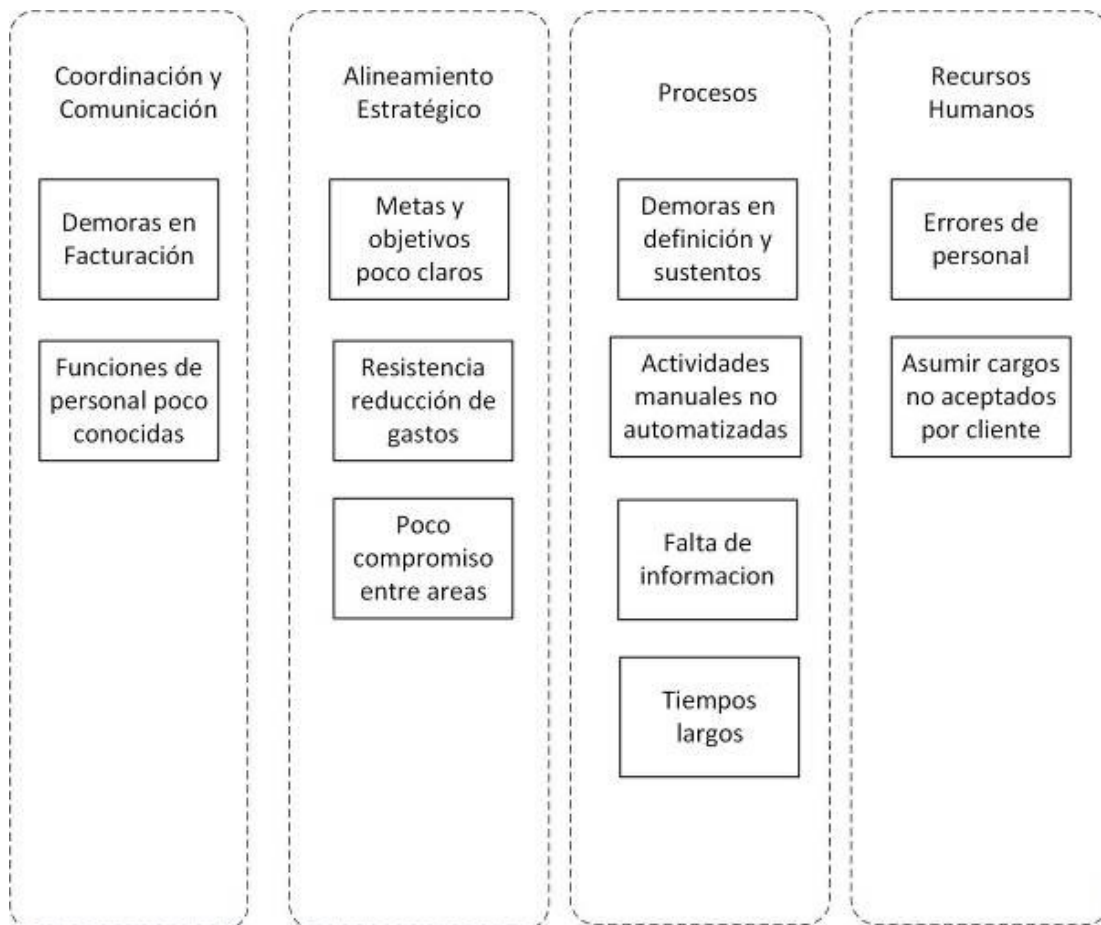 Coordinación y
Comunicación
Demoras en
Facturación
Funciones de
personal poco
conocidas
Alineamiento
Estratégico
Metas y
objetivos
poco claros
Resistencia
reducción de
gastos
Poco
compromiso
entre areas
Procesos
Demoras en
definición y
sustentos
Actividades
manuales no
automatizadas
Falta de
informacion
Tiempos
largos
Recursos
Humanos
Errores de
personal
Asumir cargos
no aceptados
por cliente